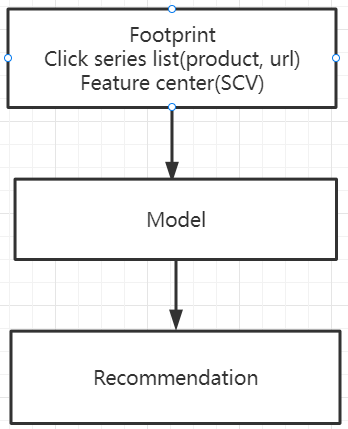 Footprint
Click series list(product, url)
Feature center(SCV)
Model
Recommendation